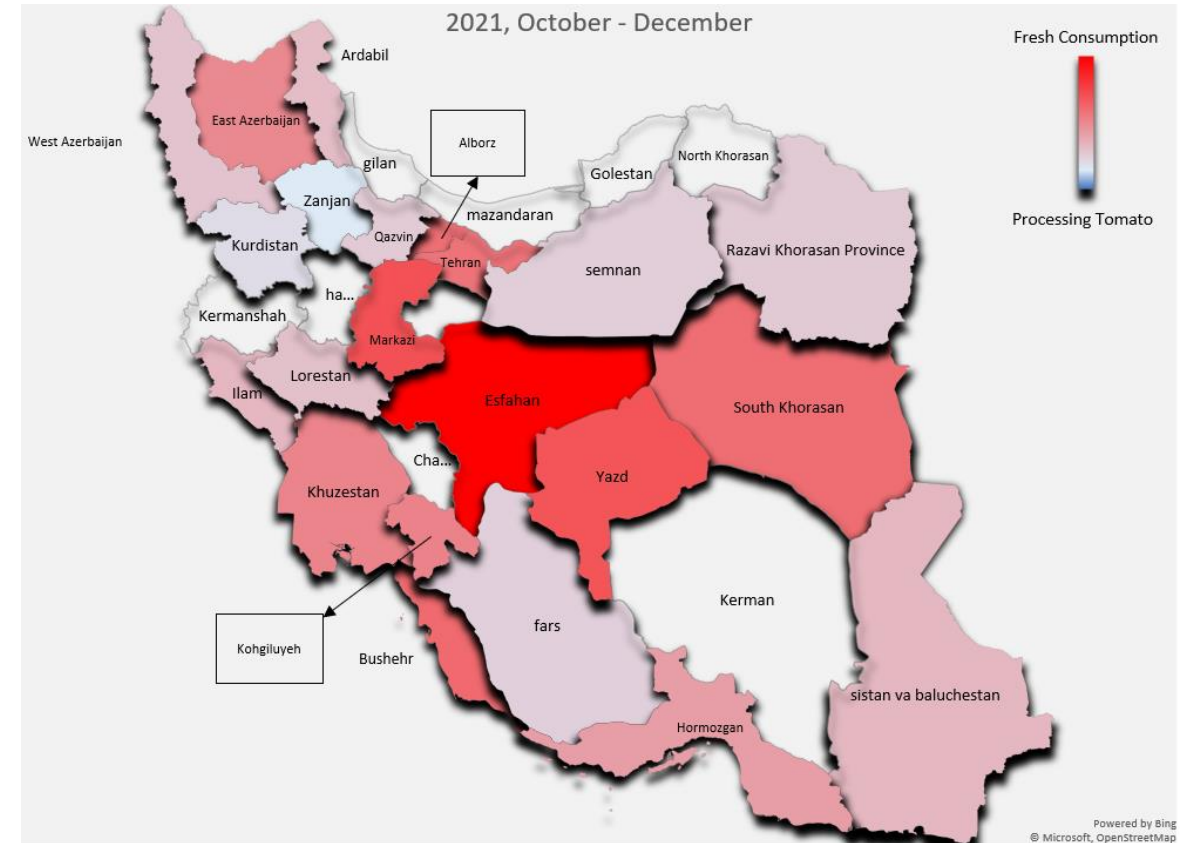 2021, October - December
Fresh Consumption
Processing Tomato
Ardabil
East Azerbaijan
West Azerbaijan
Alborz
gilan
North Khorasan
Golestan
Zanjan
mazandaran
Qazvin
Kurdistan
Razavi Khorasan Province
Tehran
semnan
ha...
Kermanshah
Markazi
Lorestan
Ilam
Esfahan
South Khorasan
Cha...
Yazd
Khuzestan
Kerman
fars
Kohgiluyeh
Bushehr
sistan va baluchestan
Hormozgan
Powered by Bing
© Microsoft, OpenStreetMap